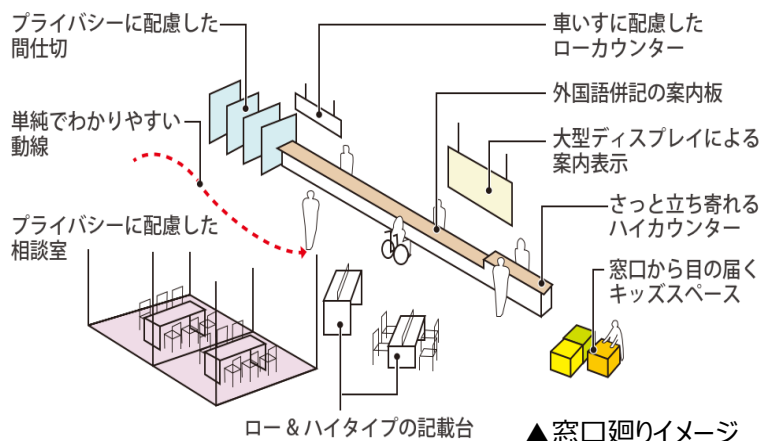 プライバシーに配慮した
間仕切
単純でわかりやすい
動線
プライバシーに配慮した
相談室
車いすに配慮した
ローカウンター
外国語併記の案内板
大型ディスプレイによる
案内表示
さっと立ち寄れる
ハイカウンター
窓口から目の届く
キッズスペース
ロー&ハイタイプの記載台
▲窓口廻りイメージ